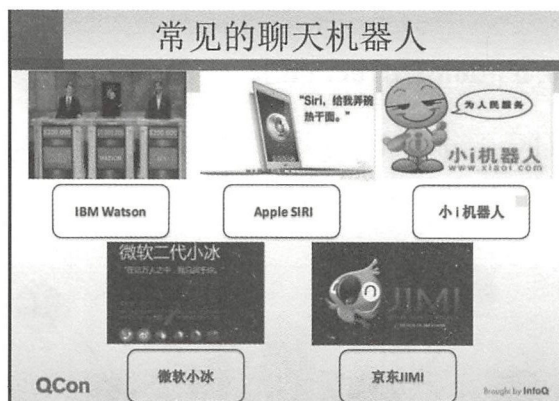 常见的聊天机器人
WATSON
"Siri，给我弄碗
热干面。"
为人民服务
小i机器人
www.xiaoi.com
IBM Watson
Apple SIRI
小 i 机器人
微软二代小冰
JIMI
微软小冰
京东JIMI
QCon
Brought by InfoQ